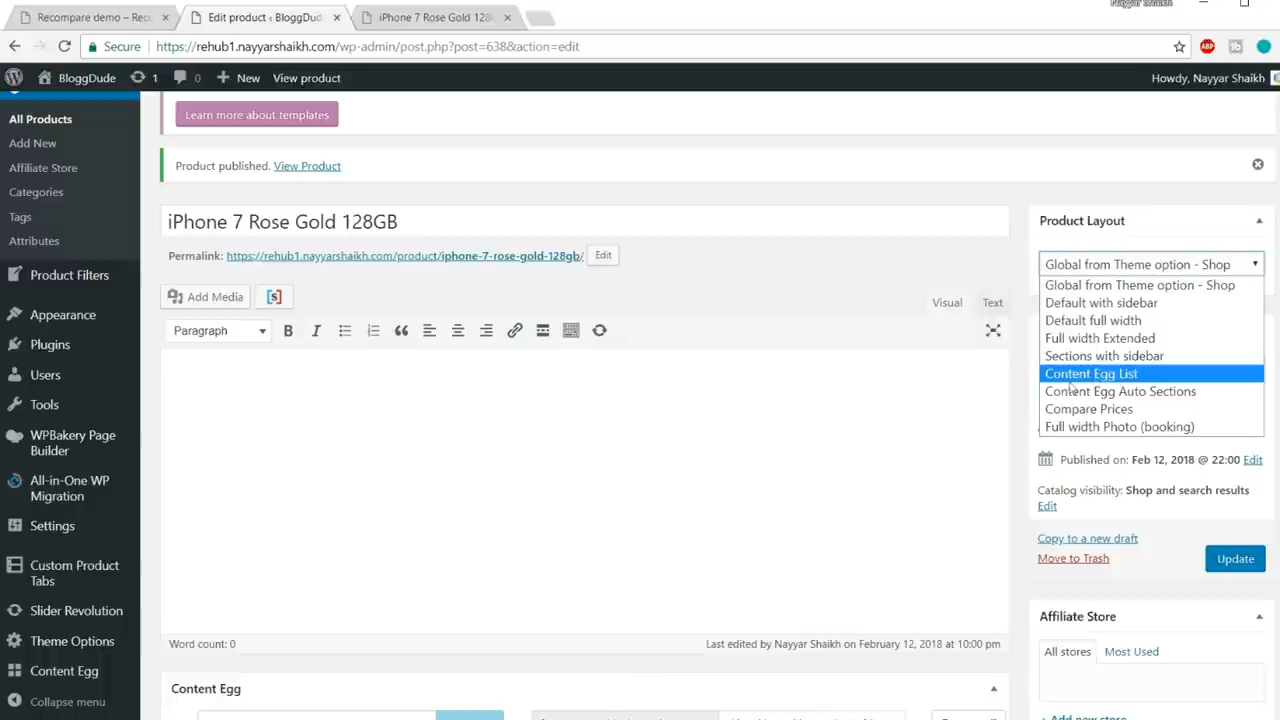 Nayyar Shaikh
Recompare demo – Rec
Edit product ‹ BloggDud
iPhone 7 Rose Gold 128GB
Secure
https://rehub1.nayyarshaikh.com/wp-admin/post.php?post=638&action=edit
ABP
BloggDude
1
0
New
View product
Howdy, Nayyar Shaikh
All Products
Add New
Affiliate Store
Categories
Tags
Attributes
Product Filters
Appearance
Plugins
Users
Tools
WPBakery Page
Builder
All-in-One WP
Migration
Settings
Custom Product
Tabs
Slider Revolution
Theme Options
Content Egg
Collapse menu
Learn more about templates
Product published. View Product
iPhone 7 Rose Gold 128GB
Permalink: https://rehub1.nayyarshaikh.com/product/iphone-7-rose-gold-128gb/
Edit
Add Media
[S]
Visual
Text
Paragraph
B
I
Word count: 0
Last edited by Nayyar Shaikh on February 12, 2018 at 10:00 pm
Content Egg
Product Layout
Global from Theme option - Shop
Global from Theme option - Shop
Default with sidebar
Default full width
Full width Extended
Sections with sidebar
Content Egg List
Content Egg Auto Sections
Compare Prices
Full width Photo (booking)
Published on: Feb 12, 2018 @ 22:00 Edit
Catalog visibility: Shop and search results
Edit
Copy to a new draft
Move to Trash
Update
Affiliate Store
All stores
Most Used
+ Add new store